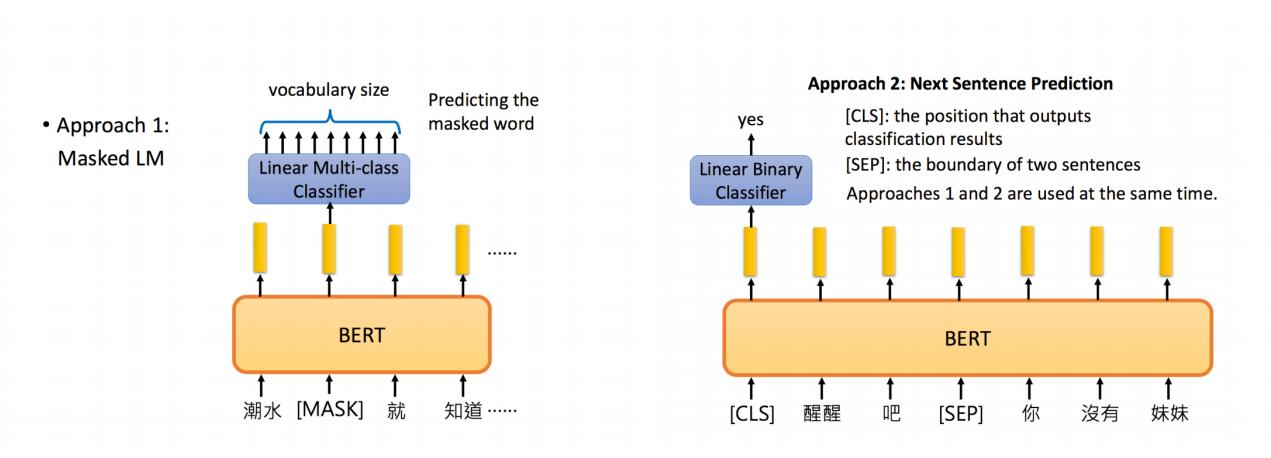 • Approach 1:
Masked LM
vocabulary size
Predicting the
masked word
Linear Multi-class
Classifier
......
BERT
潮水 [MASK] 就 知道 ......
Approach 2: Next Sentence Prediction
yes
[CLS]: the position that outputs
classification results
[SEP]: the boundary of two sentences
Approaches 1 and 2 are used at the same time.
Linear Binary
Classifier
BERT
[CLS] 醒醒 吧 [SEP] 你 沒有 妹妹